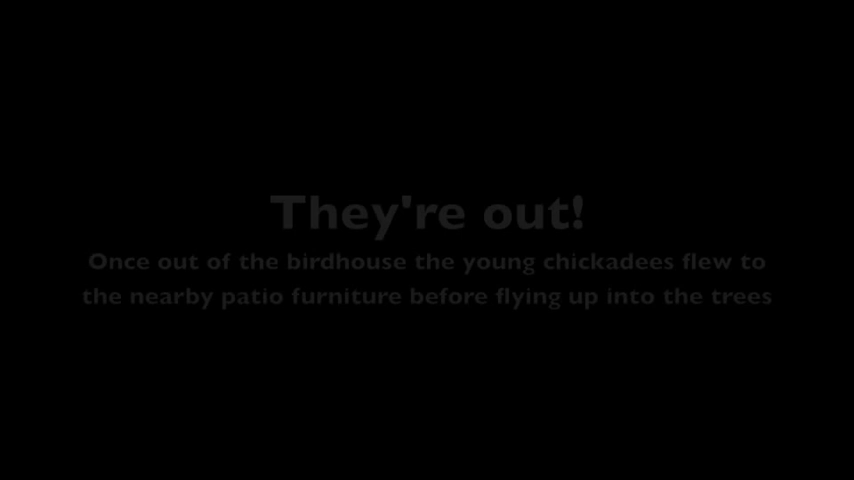 They're out!
Once out of the birdhouse the young chickadees flew to
the nearby patio furniture before flying up into the trees